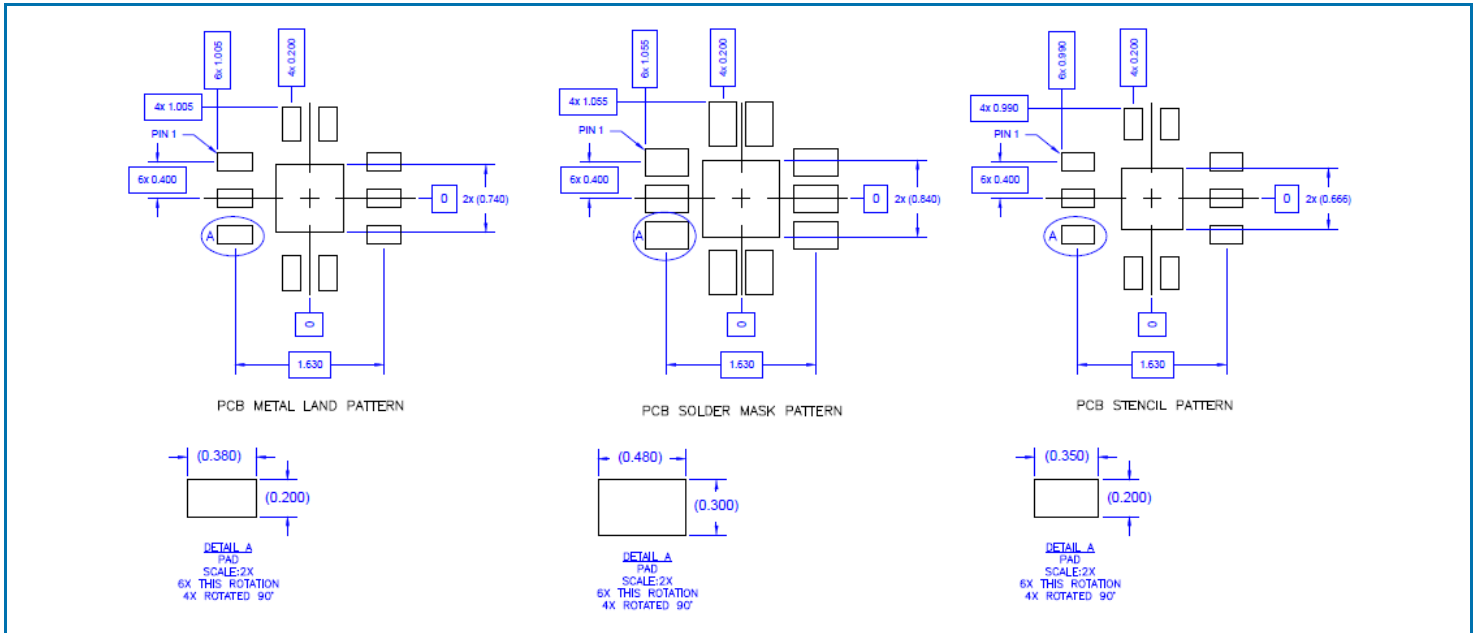 6x 1.005
4x 0.200
4x 1.005
PIN 1
6x 0.400
0
2x (0.740)
A
0
1.630
PCB METAL LAND PATTERN
(0.380)
(0.200)
DETAIL A
PAD
SCALE:2X
6X THIS ROTATION
4X ROTATED 90°
6x 1.055
4x 0.200
4x 1.055
PIN 1
6x 0.400
0
2x (0.840)
A
0
1.630
PCB SOLDER MASK PATTERN
(0.480)
(0.300)
DETAIL A
PAD
SCALE:2X
6X THIS ROTATION
4X ROTATED 90°
6x 0.990
4x 0.200
4x 0.990
PIN 1
6x 0.400
0
2x (0.666)
A
0
1.630
PCB STENCIL PATTERN
(0.350)
(0.200)
DETAIL A
PAD
SCALE:2X
6X THIS ROTATION
4X ROTATED 90°